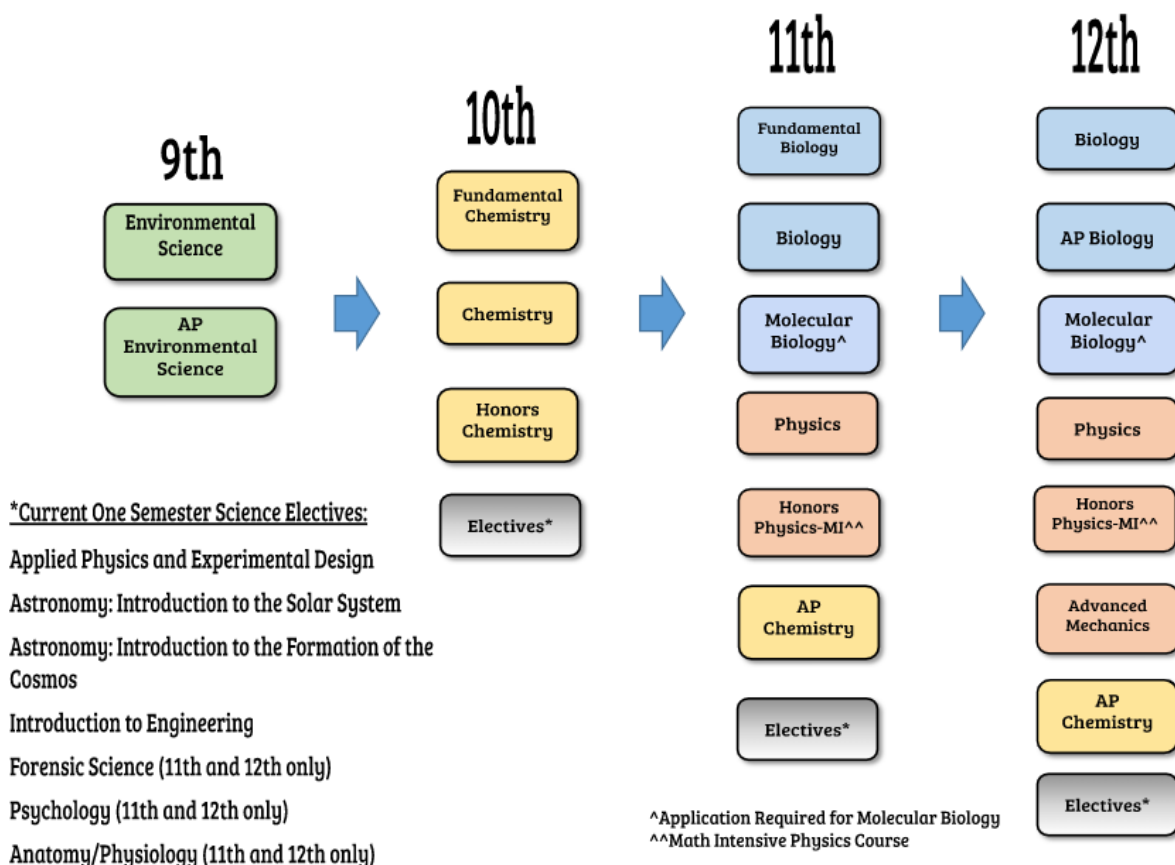 9th
Environmental
Science
AP
Environmental
Science
10th
Fundamental
Chemistry
Chemistry
Honors
Chemistry
Electives*
11th
Fundamental
Biology
Biology
Molecular
Biology^
Physics
Honors
Physics-MI^^
AP
Chemistry
Electives*
12th
Biology
AP Biology
Molecular
Biology^
Physics
Honors
Physics-MI^^
Advanced
Mechanics
AP
Chemistry
Electives*
*Current One Semester Science Electives:
Applied Physics and Experimental Design
Astronomy: Introduction to the Solar System
Astronomy: Introduction to the Formation of the
Cosmos
Introduction to Engineering
Forensic Science (11th and 12th only)
Psychology (11th and 12th only)
Anatomy/Physiology (11th and 12th only)
^Application Required for Molecular Biology
^^Math Intensive Physics Course